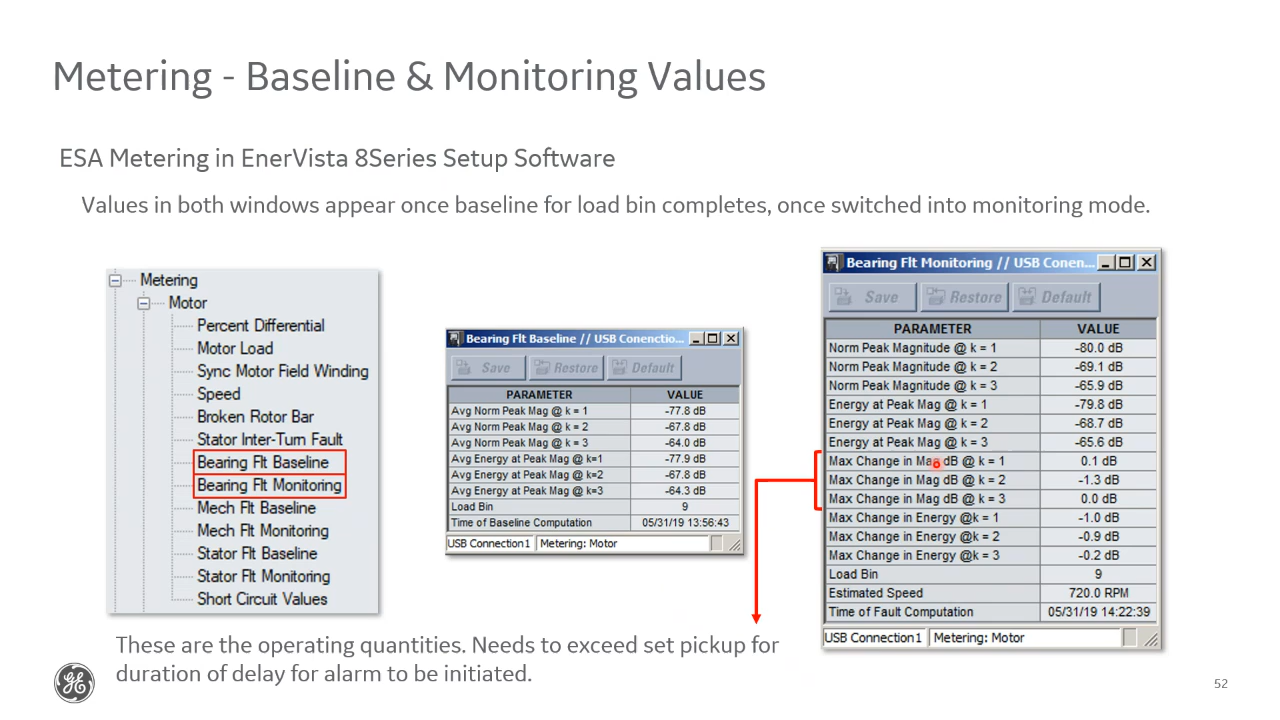 Metering - Baseline & Monitoring Values
ESA Metering in EnerVista 8Series Setup Software
Values in both windows appear once baseline for load bin completes, once switched into monitoring mode.
Metering
Motor
Percent Differential
Motor Load
Sync Motor Field Winding
Speed
Broken Rotor Bar
Stator Inter-Turn Fault
Bearing Flt Baseline
Bearing Flt Monitoring
Mech Flt Baseline
Mech Flt Monitoring
Stator Flt Baseline
Stator Flt Monitoring
Short Circuit Values
Bearing Flt Baseline // USB Conenctio...
Save Restore Default
PARAMETER VALUE
Avg Norm Peak Mag @ k = 1 -77.8 dB
Avg Norm Peak Mag @ k = 2 -67.8 dB
Avg Norm Peak Mag @ k = 3 -64.0 dB
Avg Energy at Peak Mag @ k=1 -77.9 dB
Avg Energy at Peak Mag @ k=2 -67.8 dB
Avg Energy at Peak Mag @ k=3 -64.3 dB
Load Bin 9
Time of Baseline Computation 05/31/19 13:56:43
USB Connection1 Metering: Motor
Bearing Flt Monitoring // USB Conen...
Save Restore Default
PARAMETER VALUE
Norm Peak Magnitude @ k = 1 -80.0 dB
Norm Peak Magnitude @ k = 2 -69.1 dB
Norm Peak Magnitude @ k = 3 -65.9 dB
Energy at Peak Mag @ k = 1 -79.8 dB
Energy at Peak Mag @ k = 2 -68.7 dB
Energy at Peak Mag @ k = 3 -65.6 dB
Max Change in Mag dB @ k = 1 0.1 dB
Max Change in Mag dB @ k = 2 -1.3 dB
Max Change in Mag dB @ k = 3 0.0 dB
Max Change in Energy @k = 1 -1.0 dB
Max Change in Energy @k = 2 -0.9 dB
Max Change in Energy @k = 3 -0.2 dB
Load Bin 9
Estimated Speed 720.0 RPM
Time of Fault Computation 05/31/19 14:22:39
USB Connection1 Metering: Motor
These are the operating quantities. Needs to exceed set pickup for
duration of delay for alarm to be initiated.
GE
52